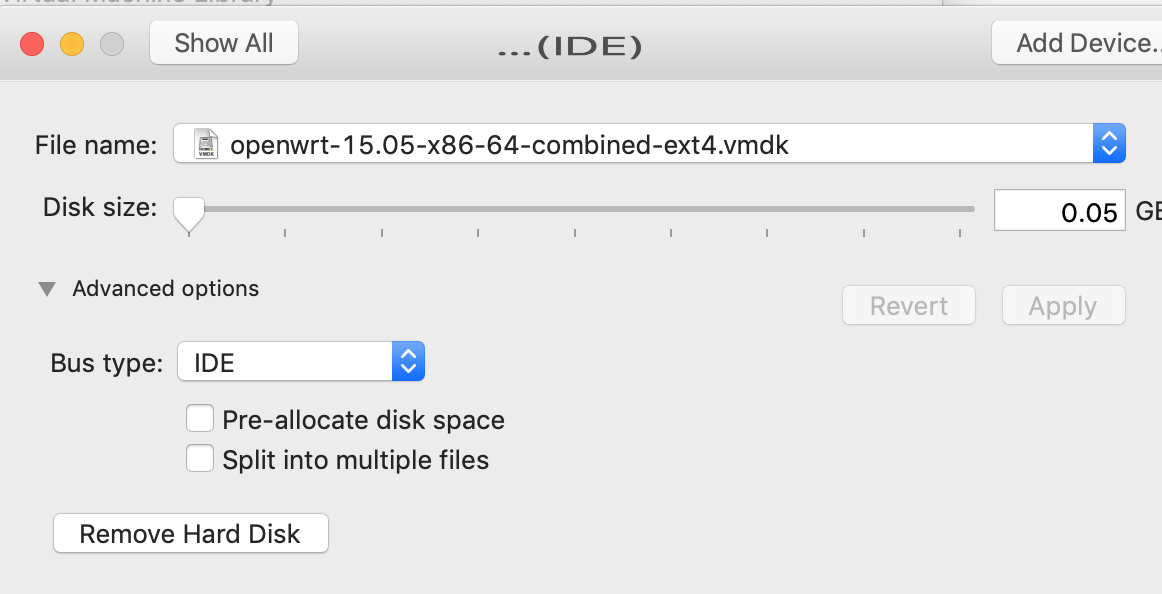 Virtual Machine Library
Show All
...(IDE)
Add Device..
File name:
VMDK
openwrt-15.05-x86-64-combined-ext4.vmdk
Disk size:
0.05
GB
Advanced options
Revert
Apply
Bus type:
IDE
Pre-allocate disk space
Split into multiple files
Remove Hard Disk